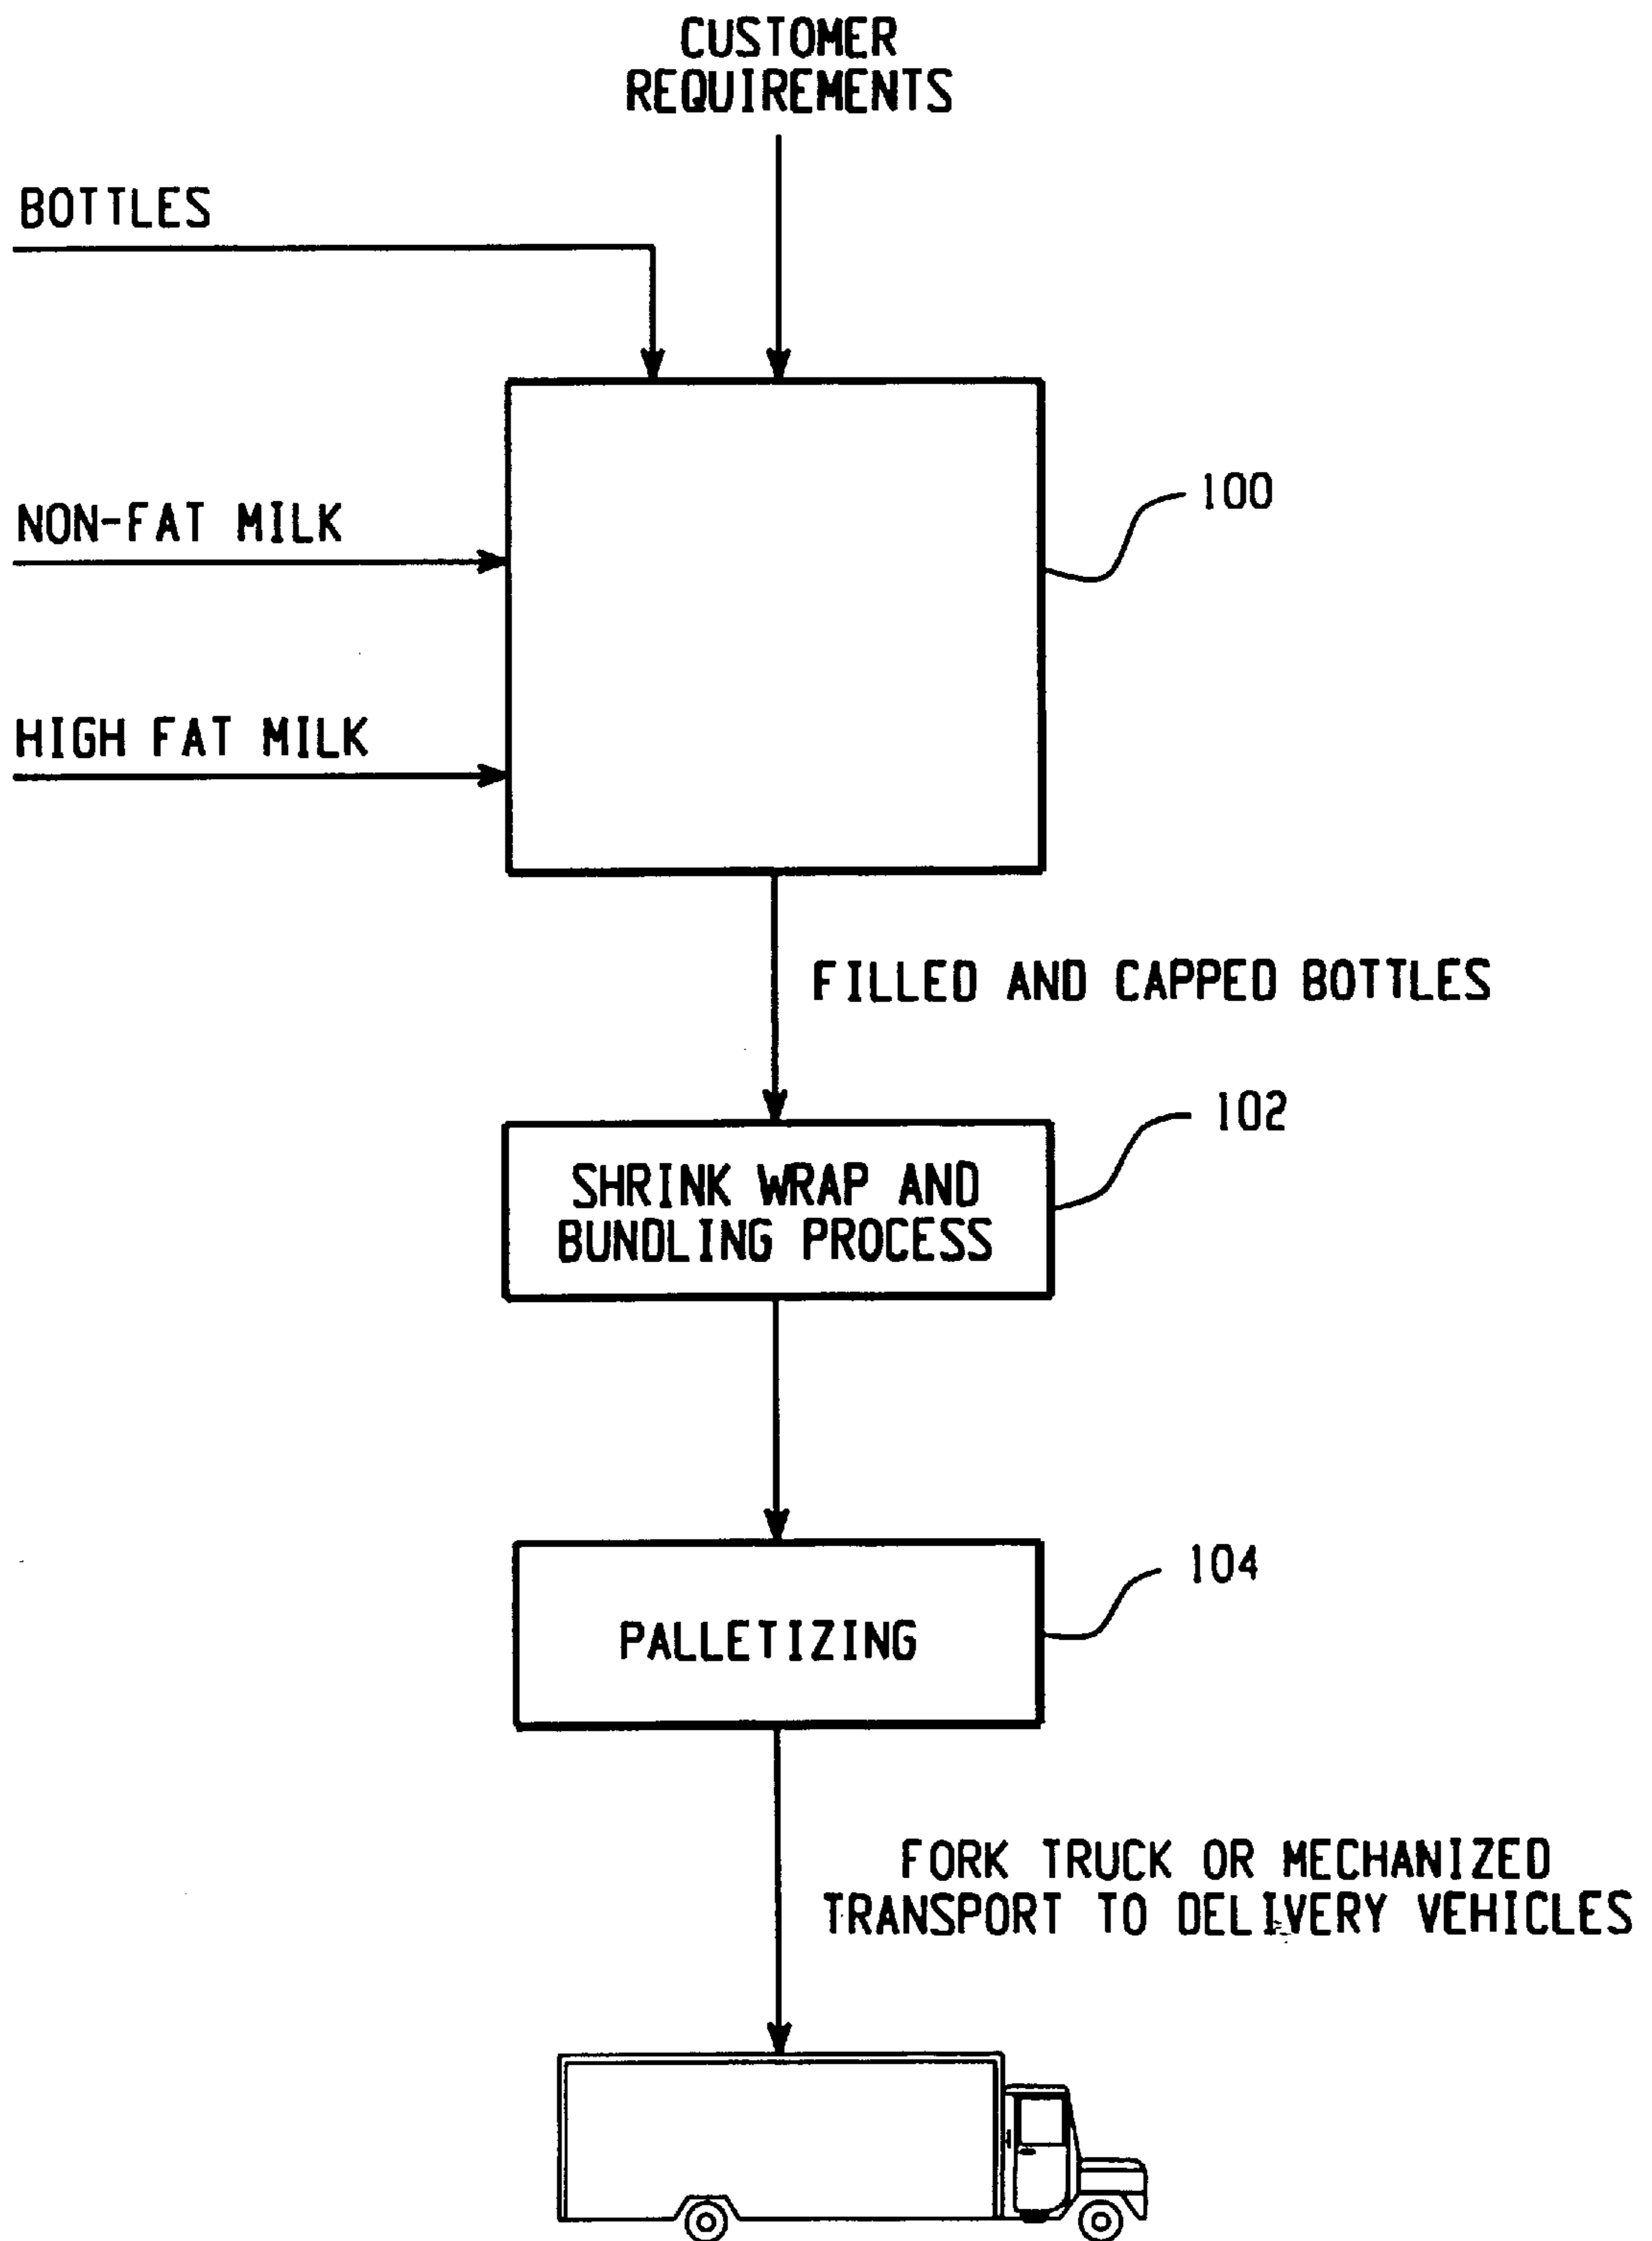 CUSTOMER
REQUIREMENTS
BOTTLES
NON-FAT MILK
100
HIGH FAT MILK
FILLED AND CAPPED BOTTLES
102
SHRINK WRAP AND
BUNDLING PROCESS
104
PALLETIZING
FORK TRUCK OR MECHANIZED
TRANSPORT TO DELIVERY VEHICLES